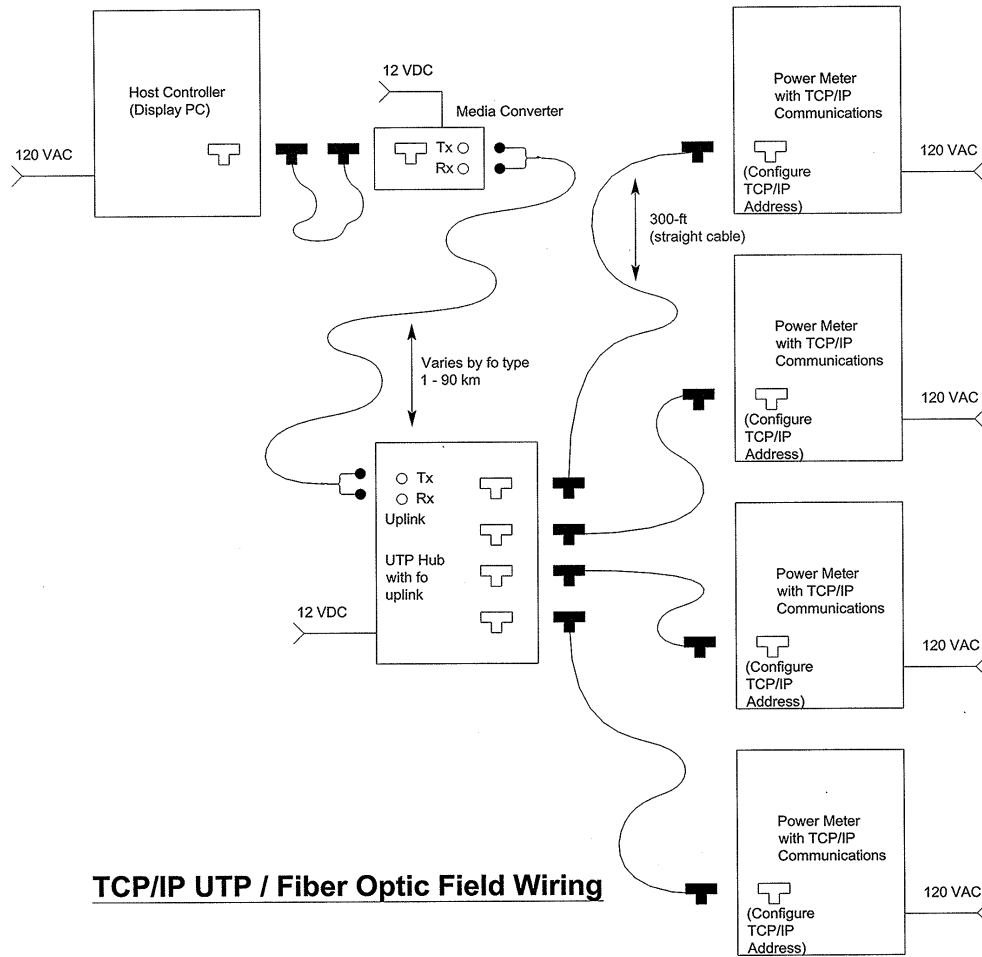 Host Controller
(Display PC)
120 VAC
12 VDC
Media Converter
Tx
Rx
Power Meter
with TCP/IP
Communications
(Configure
TCP/IP
Address)
120 VAC
300-ft
(straight cable)
Varies by fo type
1 - 90 km
Power Meter
with TCP/IP
Communications
(Configure
TCP/IP
Address)
120 VAC
Tx
Rx
Uplink
UTP Hub
with fo
uplink
12 VDC
Power Meter
with TCP/IP
Communications
(Configure
TCP/IP
Address)
120 VAC
Power Meter
with TCP/IP
Communications
(Configure
TCP/IP
Address)
120 VAC
TCP/IP UTP / Fiber Optic Field Wiring